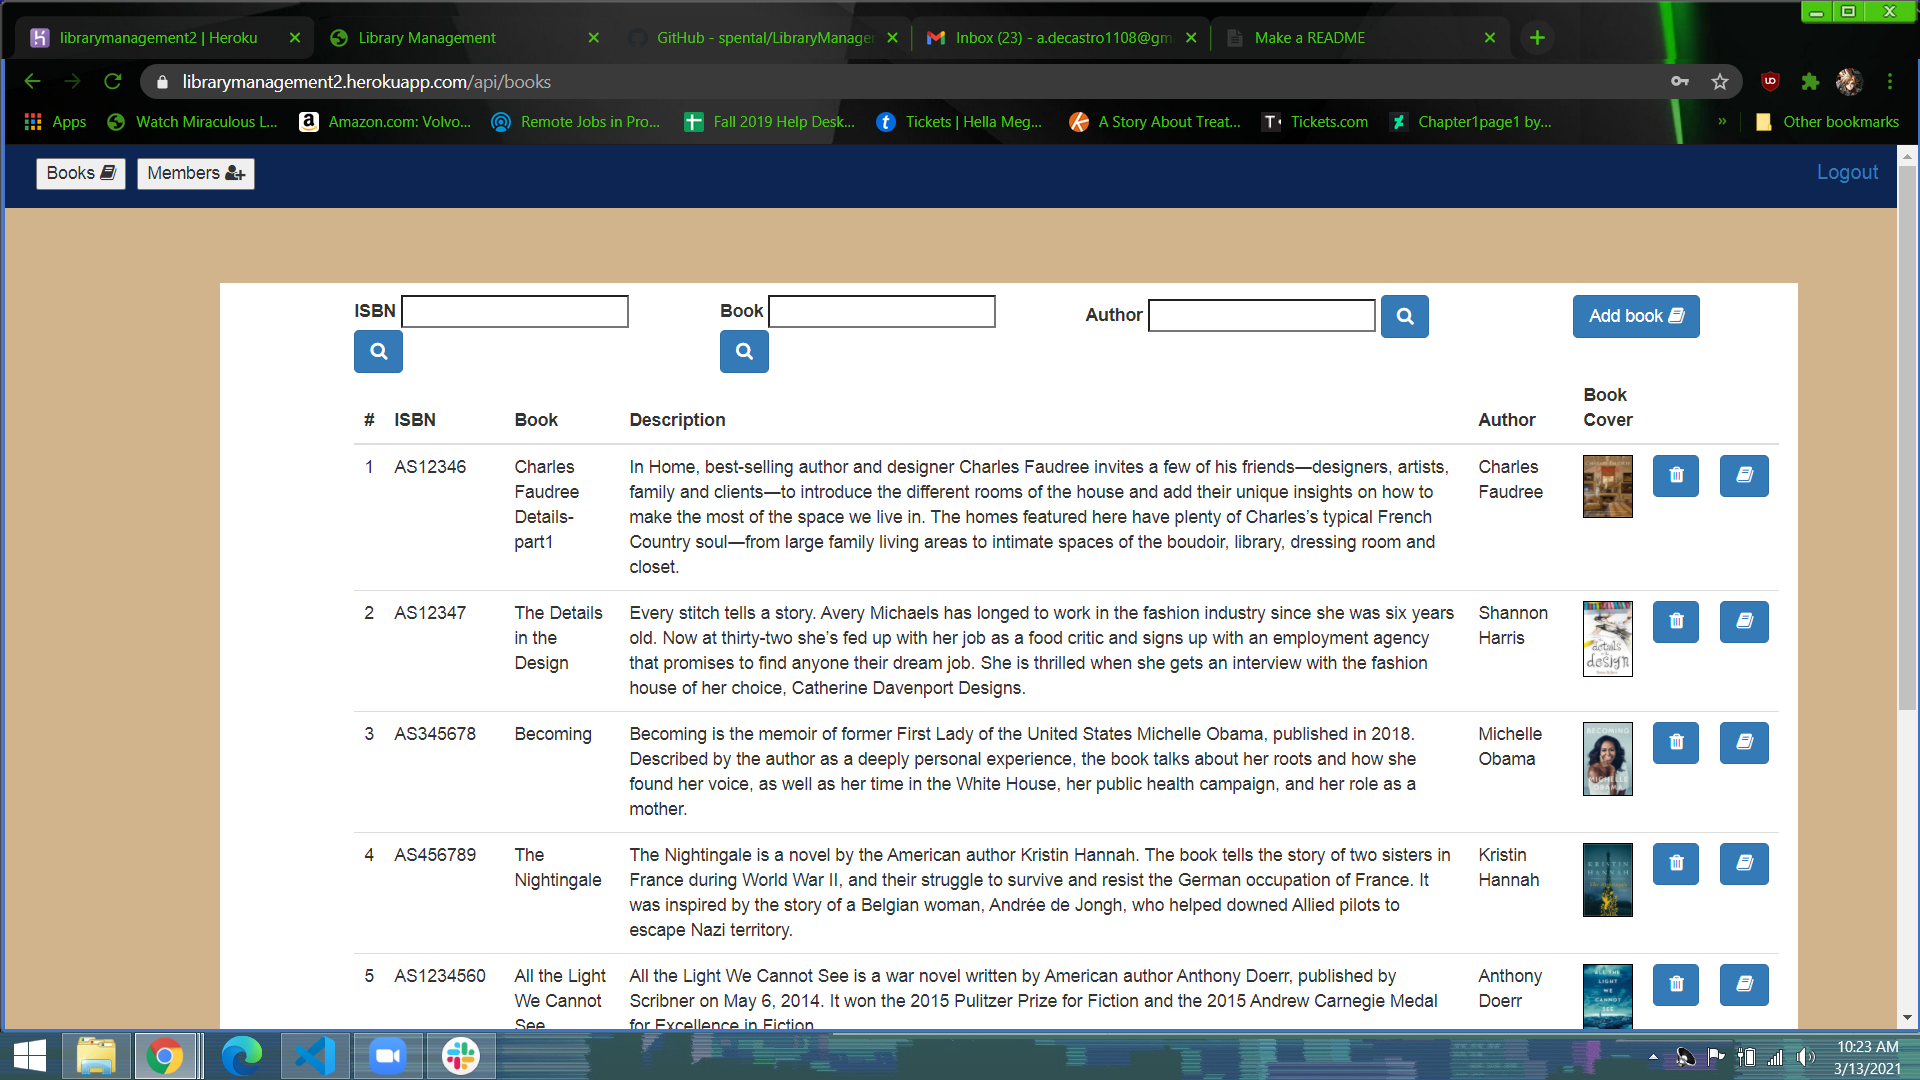 librarymanagement2 | Heroku
Library Management
GitHub - spental/LibraryManager
Inbox (23) - a.decastro1108@gm
Make a README
librarymanagement2.herokuapp.com/api/books
Apps
Watch Miraculous L...
Amazon.com: Volvo...
Remote Jobs in Pro...
Fall 2019 Help Desk...
Tickets | Hella Meg...
A Story About Treat...
Tickets.com
Chapter1page1 by...
»
Other bookmarks
Books
Members
Logout
ISBN
Book
Author
Add book
# ISBN Book Description Author Book
Cover
1 AS12346
Charles
Faudree
Details-
part1
In Home, best-selling author and designer Charles Faudree invites a few of his friends—designers, artists,
family and clients—to introduce the different rooms of the house and add their unique insights on how to
make the most of the space we live in. The homes featured here have plenty of Charles’s typical French
Country soul—from large family living areas to intimate spaces of the boudoir, library, dressing room and
closet.
Charles
Faudree
2 AS12347
The Details
in the
Design
Every stitch tells a story. Avery Michaels has longed to work in the fashion industry since she was six years
old. Now at thirty-two she’s fed up with her job as a food critic and signs up with an employment agency
that promises to find anyone their dream job. She is thrilled when she gets an interview with the fashion
house of her choice, Catherine Davenport Designs.
Shannon
Harris
details
design
3 AS345678
Becoming
Becoming is the memoir of former First Lady of the United States Michelle Obama, published in 2018.
Described by the author as a deeply personal experience, the book talks about her roots and how she
found her voice, as well as her time in the White House, her public health campaign, and her role as a
mother.
Michelle
Obama
BECOMING
MICHELLE
OBAMA
4 AS456789
The
Nightingale
The Nightingale is a novel by the American author Kristin Hannah. The book tells the story of two sisters in
France during World War II, and their struggle to survive and resist the German occupation of France. It
was inspired by the story of a Belgian woman, Andrée de Jongh, who helped downed Allied pilots to
escape Nazi territory.
Kristin
Hannah
KRISTIN
HANNAH
5 AS1234560
All the Light
We Cannot
See
All the Light We Cannot See is a war novel written by American author Anthony Doerr, published by
Scribner on May 6, 2014. It won the 2015 Pulitzer Prize for Fiction and the 2015 Andrew Carnegie Medal
for Excellence in Fiction
Anthony
Doerr
ALL THE
LIGHT
WE
CANNOT
SEE
10:23 AM
3/13/2021